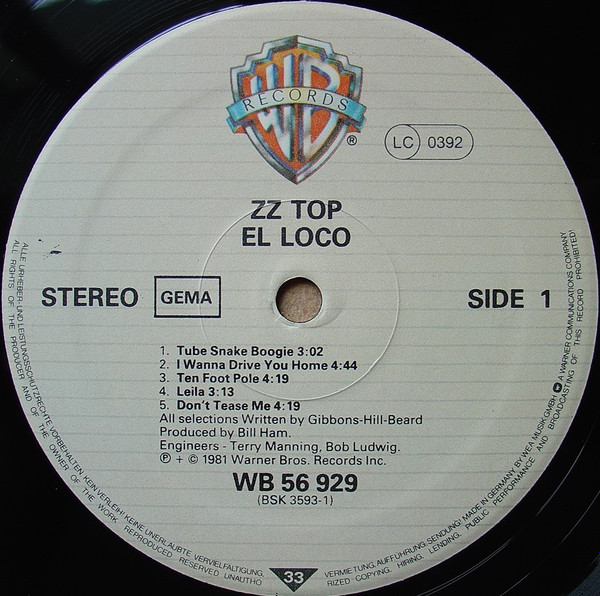 WB
RECORDS
®
LC 0392
ZZ TOP
EL LOCO
STEREO
GEMA
SIDE 1
1. Tube Snake Boogie 3:02
2. I Wanna Drive You Home 4:44
3. Ten Foot Pole 4:19
4. Leila 3:13
5. Don't Tease Me 4:19
All selections Written by Gibbons-Hill-Beard
Produced by Bill Ham.
Engineers - Terry Manning, Bob Ludwig.
℗ + © 1981 Warner Bros. Records Inc.
WB 56 929
(BSK 3593-1)
33
ALLE URHEBER- UND LEISTUNGSSCHUTZRECHTE VORBEHALTEN. KEIN VERLEIH! KEINE UNERLAUBTE VERVIELFÄLTIGUNG, VERMIETUNG, AUFFÜHRUNG, SENDUNG! MADE IN GERMANY, BY WEA MUSIK GMBH A WARNER COMMUNICATIONS COMPANY
ALL RIGHTS OF THE PRODUCER AND OF THE OWNER OF THE WORK REPRODUCED RESERVED UNAUTHORIZED COPYING, HIRING, LENDING, PUBLIC PERFORMANCE AND BROADCASTING OF THIS RECORD PROHIBITED!